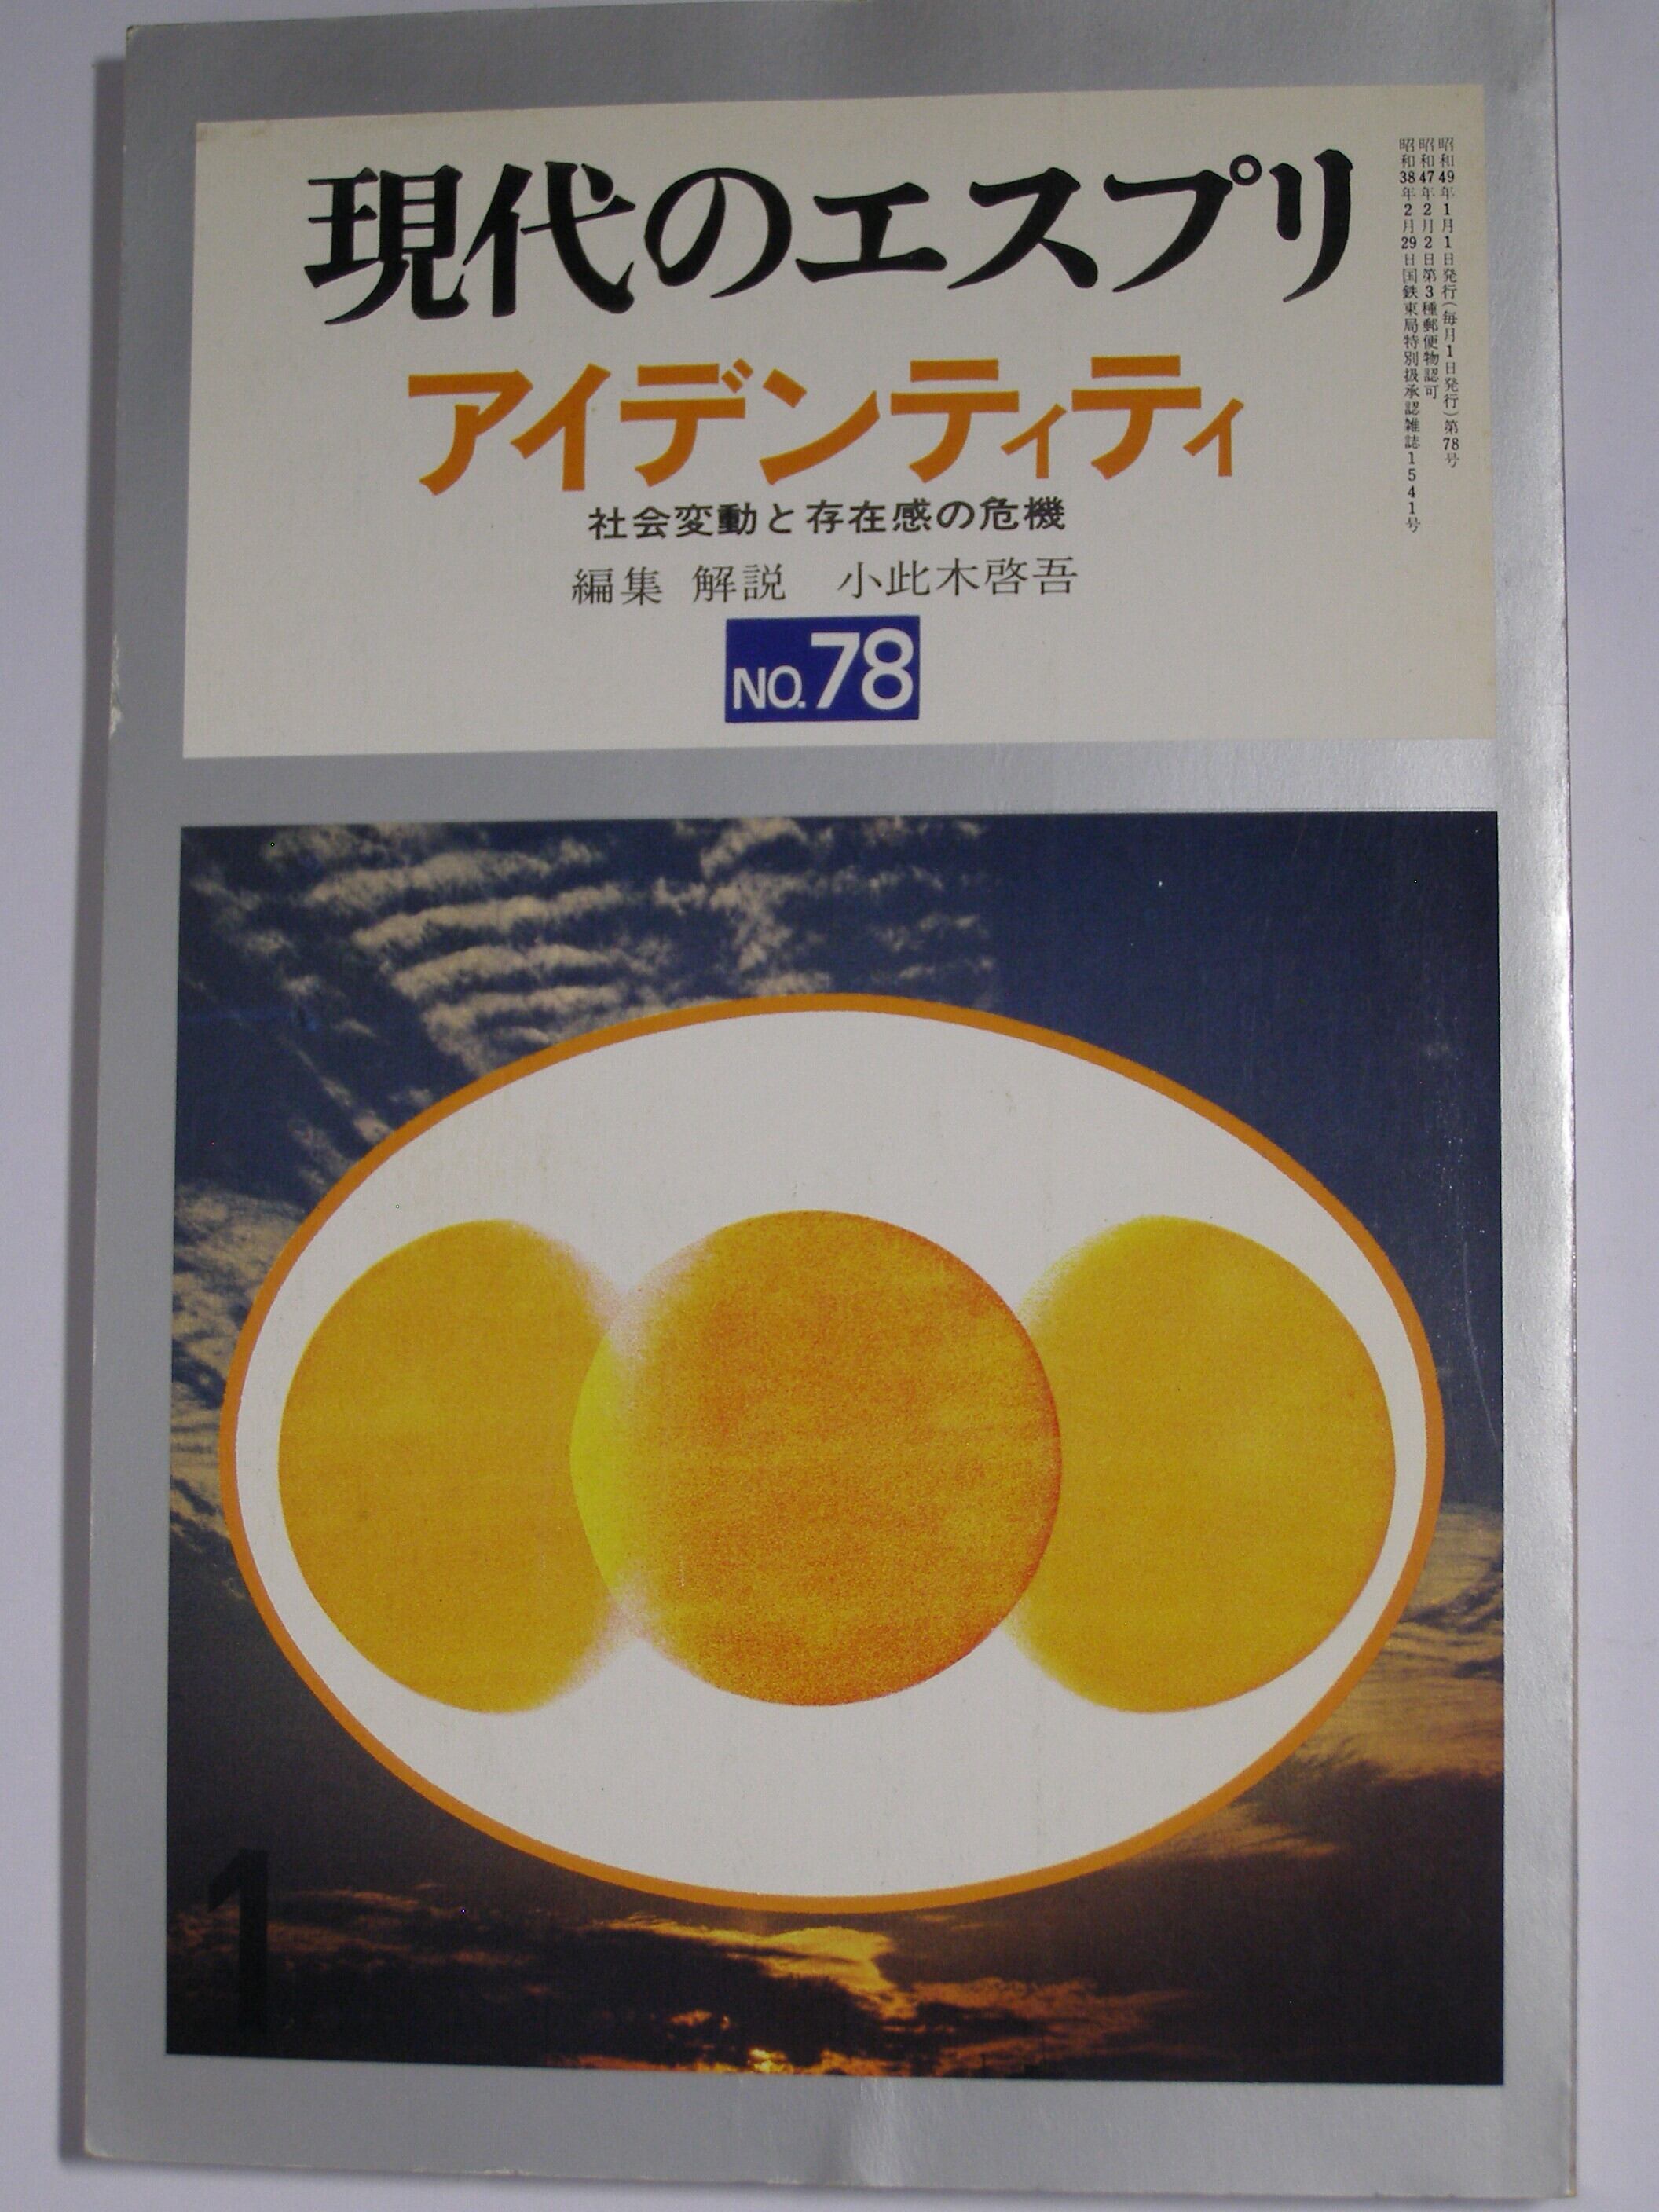 現代のエスプリ
アイデンティティ
社会変動と存在感の危機
編集 解説　小此木啓吾
NO.78
昭和49年1月1日発行(毎月1日発行)第78号
昭和47年2月2日第3種郵便物認可
昭和38年2月29日国鉄東局特別扱承認雑誌1541号
1